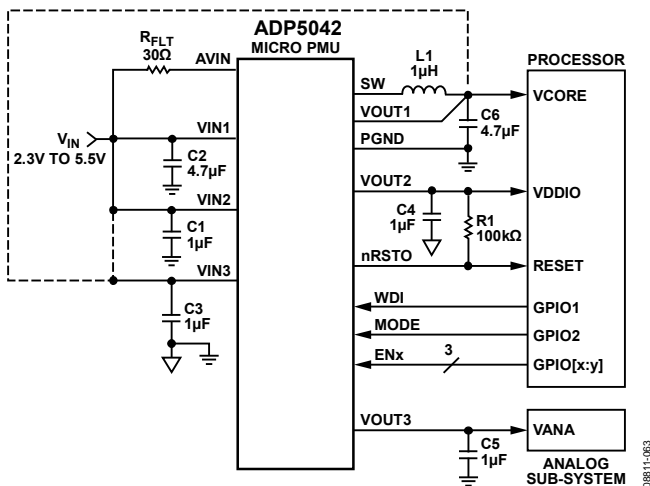 ADP5042
MICRO PMU
RFLT
30Ω
AVIN
VIN
2.3V TO 5.5V
VIN1
C2
4.7µF
VIN2
C1
1µF
VIN3
C3
1µF
SW
L1
1µH
VOUT1
PGND
C6
4.7µF
VOUT2
C4
1µF
R1
100kΩ
nRSTO
WDI
MODE
ENx
3
VOUT3
C5
1µF
PROCESSOR
VCORE
VDDIO
RESET
GPIO1
GPIO2
GPIO[x:y]
VANA
ANALOG
SUB-SYSTEM
08811-063